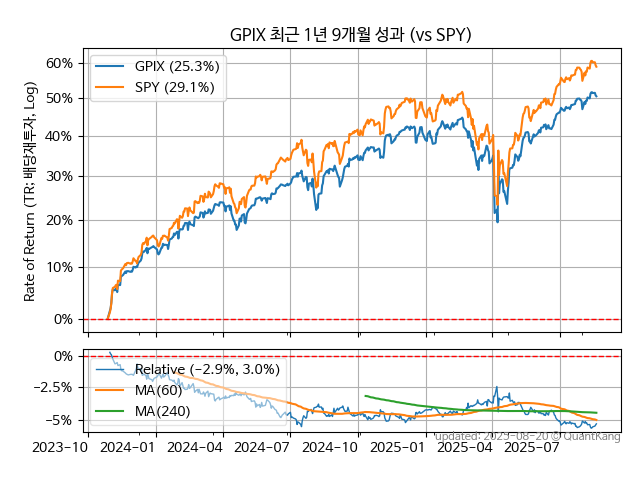 GPIX 최근 1년 9개월 성과 (vs SPY)
GPIX (25.3%)
SPY (29.1%)
Rate of Return (TR: 배당재투자, Log)
60%
50%
40%
30%
20%
10%
0%
Relative (−2.9%, 3.0%)
MA(60)
MA(240)
0%
−2.5%
−5%
2023-10 2024-01 2024-04 2024-07 2024-10 2025-01 2025-04 2025-07
updated: 2025-08-20 © QuantKang